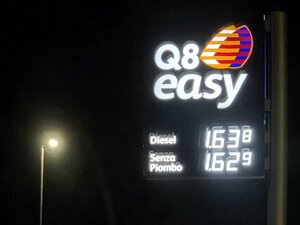 Q8
easy
Diesel 1.638
Senza
Piombo 1.629